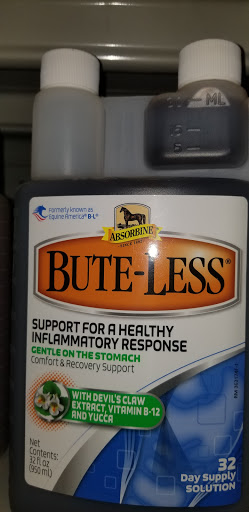 ML
Formerly known as
Equine America® B-L®
ABSORBINE®
BUTE-LESS®
SUPPORT FOR A HEALTHY
INFLAMMATORY RESPONSE
GENTLE ON THE STOMACH
Comfort & Recovery Support
WITH DEVIL'S CLAW
EXTRACT, VITAMIN B-12
AND YUCCA
Net
Contents:
32 fl oz
(950 mL)
32
Day Supply
SOLUTION